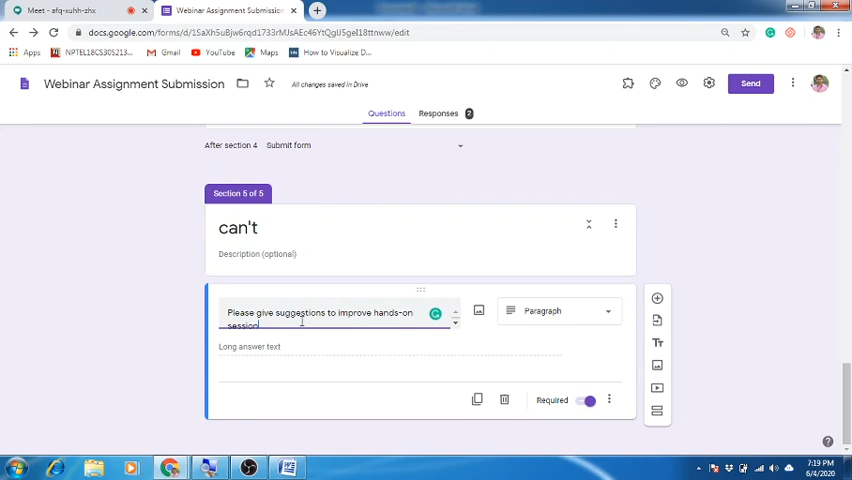 Meet - afq-xuhh-zhx
Webinar Assignment Submission
docs.google.com/forms/d/
/edit
Apps
NPTEL18CS30S213...
Gmail
YouTube
Maps
How to Visualize D...
Webinar Assignment Submission
All changes saved in Drive
Send
Questions
Responses 2
After section 4 Submit form
Section 5 of 5
can't
Description (optional)
Please give suggestions to improve hands-on
session
Paragraph
Long answer text
Required
7:19 PM
6/4/2020